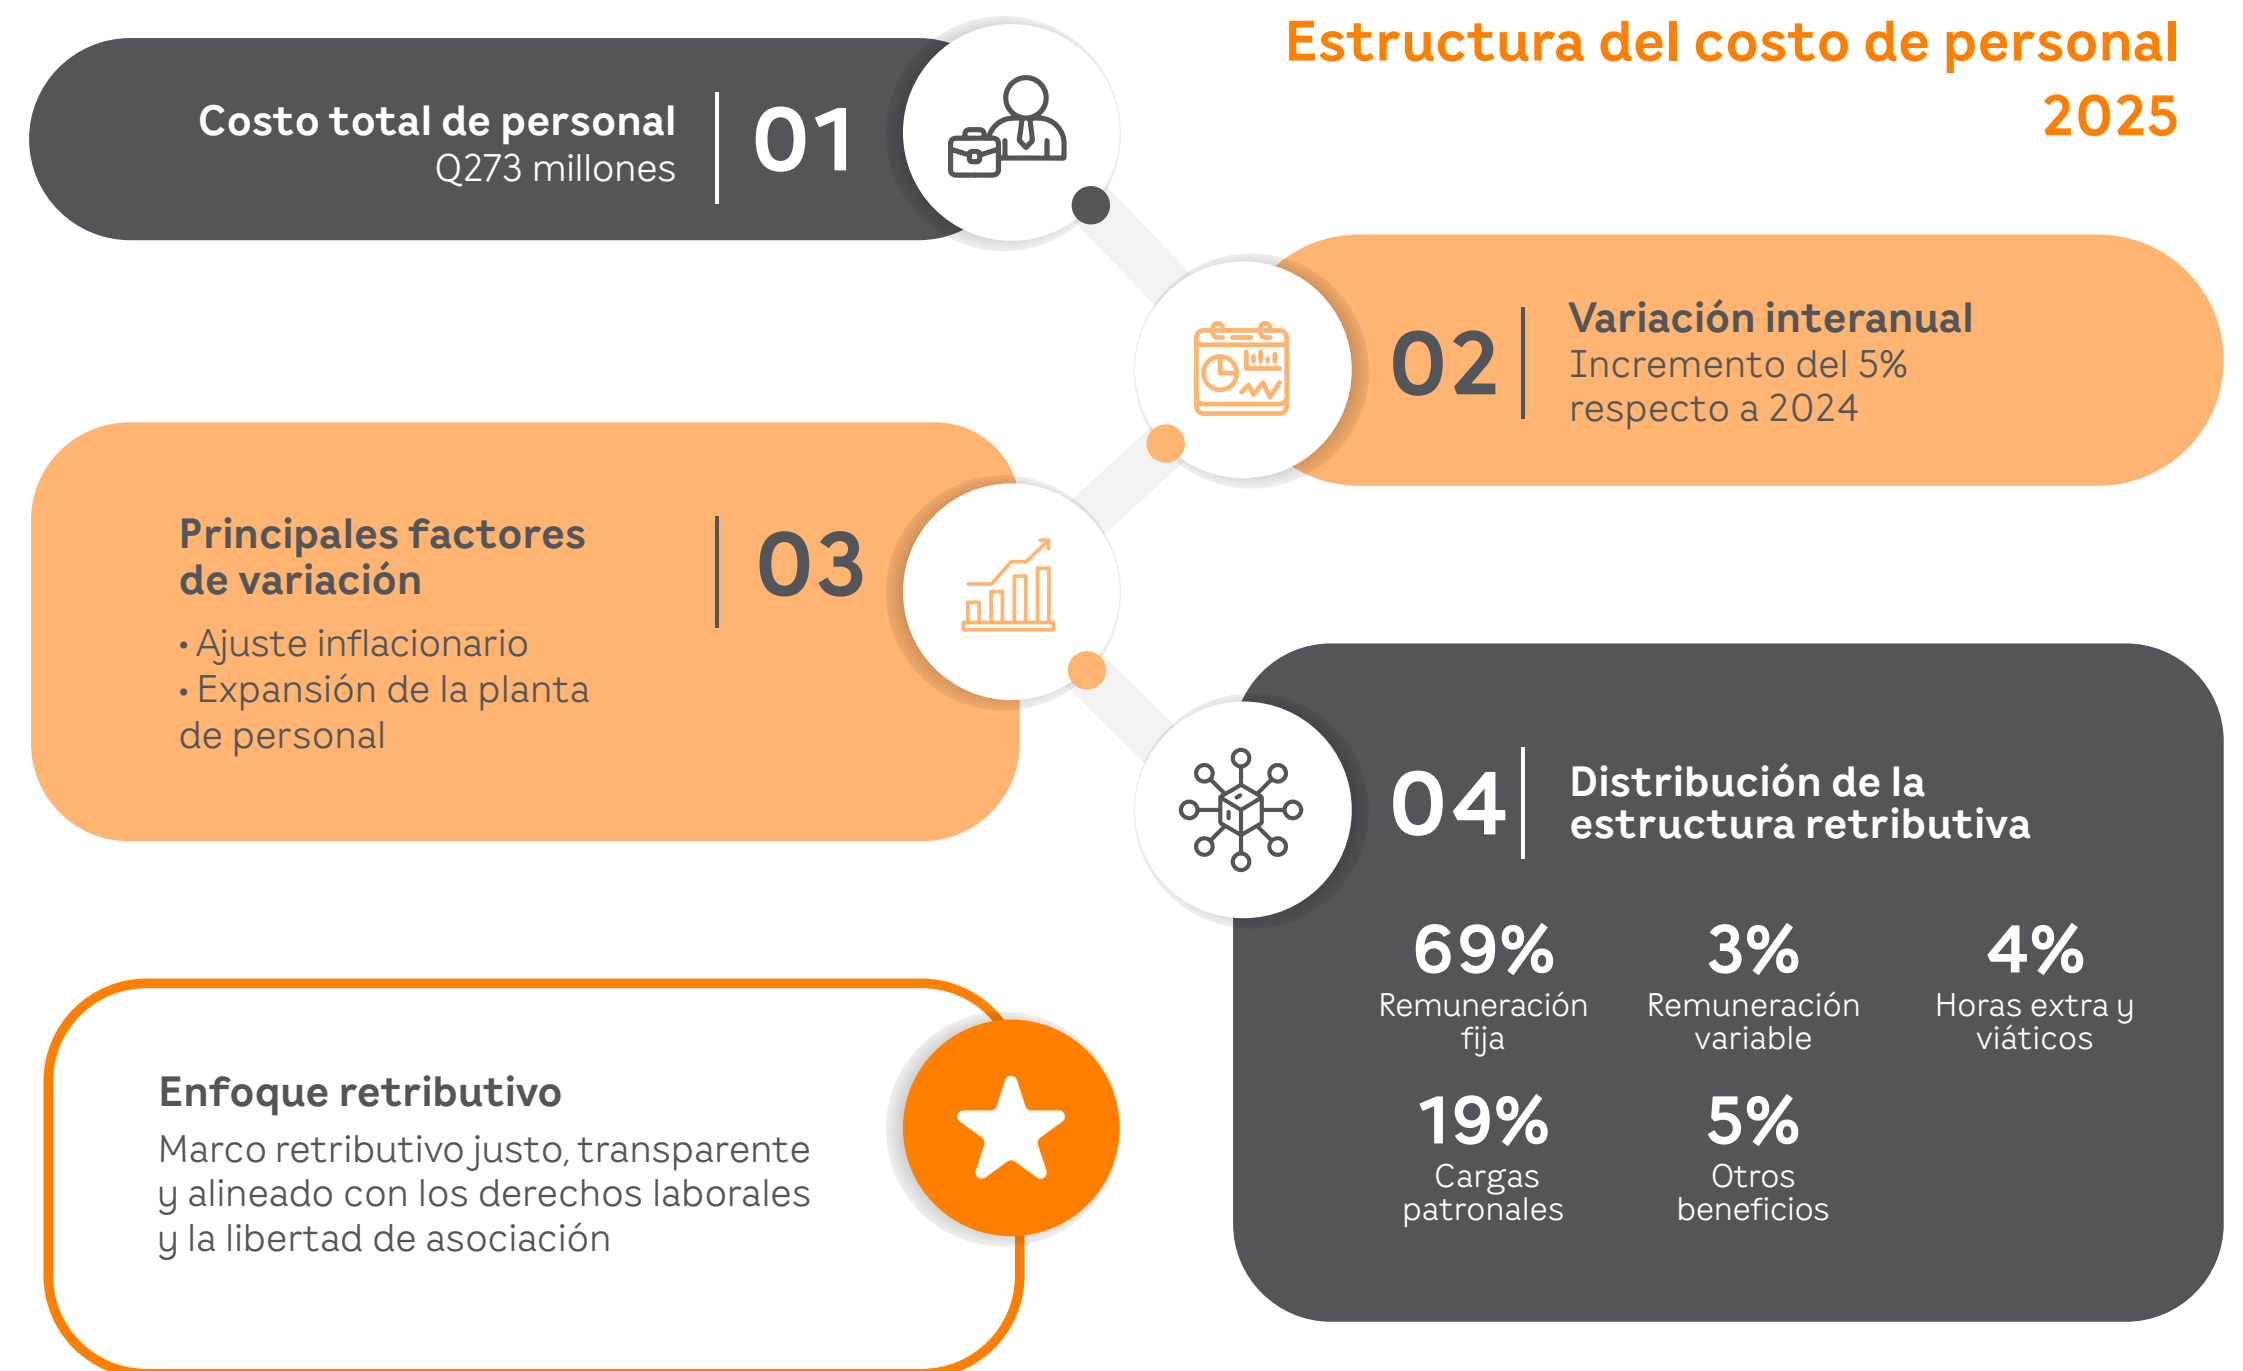 Estructura del costo de personal
2025
Costo total de personal
Q273 millones
01
02
Variación interanual
Incremento del 5%
respecto a 2024
Principales factores
de variación
• Ajuste inflacionario
• Expansión de la planta
de personal
03
04
Distribución de la
estructura retributiva
69%
Remuneración
fija
3%
Remuneración
variable
4%
Horas extra y
viáticos
19%
Cargas
patronales
5%
Otros
beneficios
Enfoque retributivo
Marco retributivo justo, transparente
y alineado con los derechos laborales
y la libertad de asociación